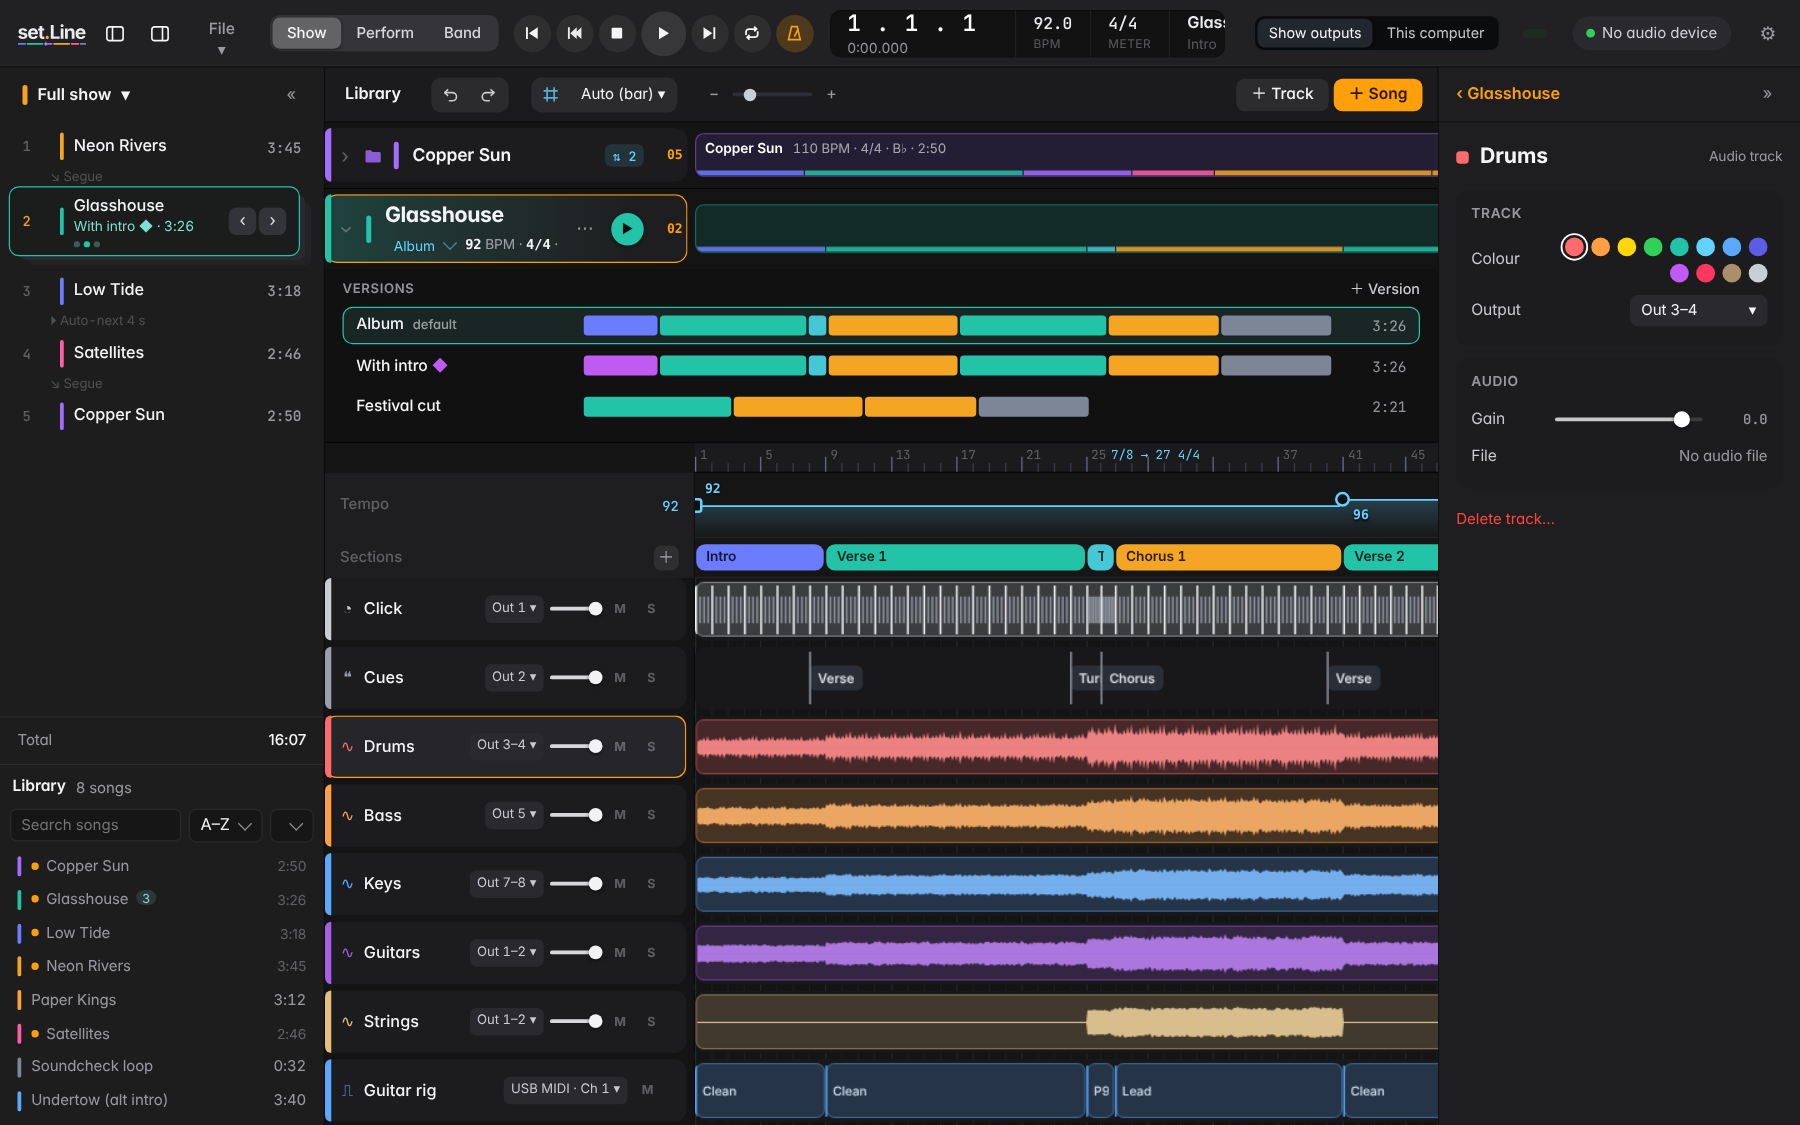 set.Line
File ▾
Show Perform Band
1 . 1 . 1
0:00.000
92.0
BPM
4/4
METER
Glas
Intro
Show outputs This computer
No audio device
Full show ▾ «
1 Neon Rivers 3:45
↘ Segue
2 Glasshouse
With intro ◆ · 3:26
‹ ›
3 Low Tide 3:18
Auto-next 4 s
4 Satellites 2:46
↘ Segue
5 Copper Sun 2:50
Total 16:07
Library 8 songs
Search songs A–Z
Copper Sun 2:50
Glasshouse 3 3:26
Low Tide 3:18
Neon Rivers 3:45
Paper Kings 3:12
Satellites 2:46
Soundcheck loop 0:32
Undertow (alt intro) 3:40
Library Auto (bar) ▾ − + + Track + Song
Copper Sun ⇅ 2 05
Copper Sun 110 BPM · 4/4 · B♭ · 2:50
Glasshouse ··· 02
Album 92 BPM · 4/4 ·
VERSIONS + Version
Album default 3:26
With intro ◆ 3:26
Festival cut 2:21
1 5 9 13 17 21 25 7/8 → 27 4/4 37 41 45
Tempo 92 92 96
Sections + Intro Verse 1 T Chorus 1 Verse 2
Click Out 1 ▾ M S
Cues Out 2 ▾ M S Verse Tur Chorus Verse
Drums Out 3–4 ▾ M S
Bass Out 5 ▾ M S
Keys Out 7–8 ▾ M S
Guitars Out 1–2 ▾ M S
Strings Out 1–2 ▾ M S
Guitar rig USB MIDI · Ch 1 ▾ M Clean Clean P9 Lead Clean
‹ Glasshouse »
Drums Audio track
TRACK
Colour
Output Out 3–4 ▾
AUDIO
Gain 0.0
File No audio file
Delete track...